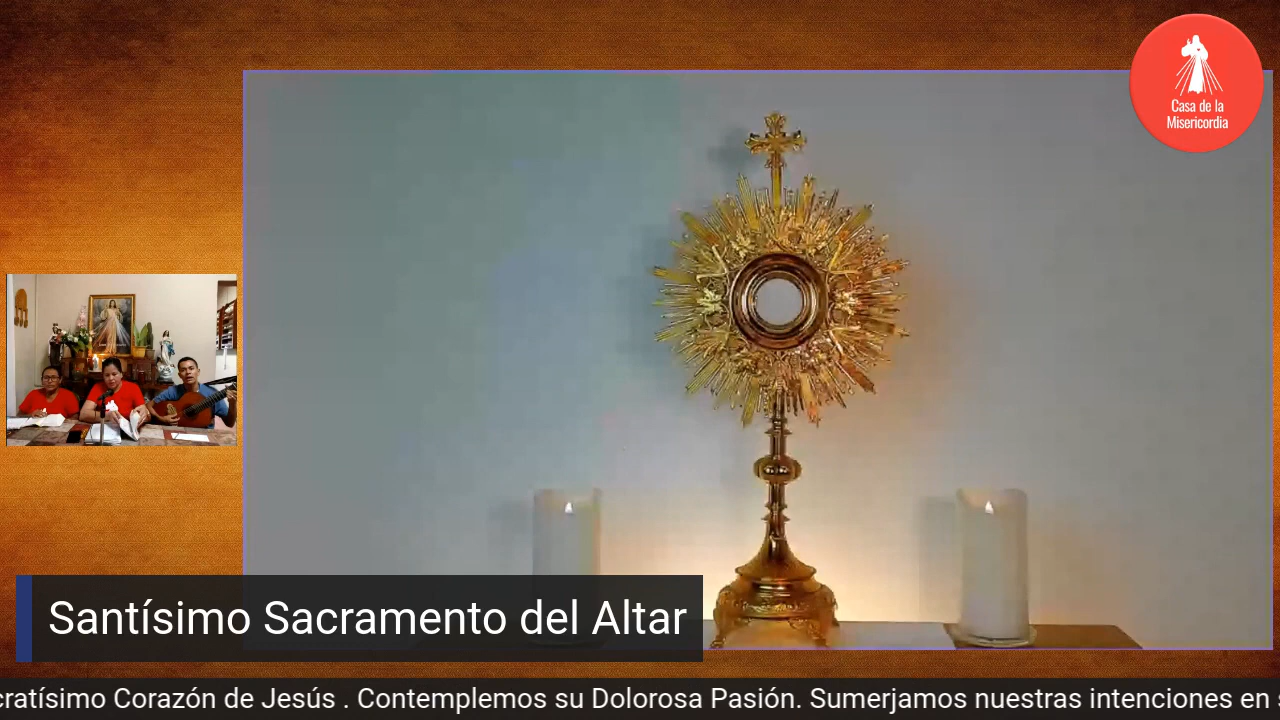 Casa de la
Misericordia
Santísimo Sacramento del Altar
cratísimo Corazón de Jesús . Contemplemos su Dolorosa Pasión. Sumerjamos nuestras intenciones en